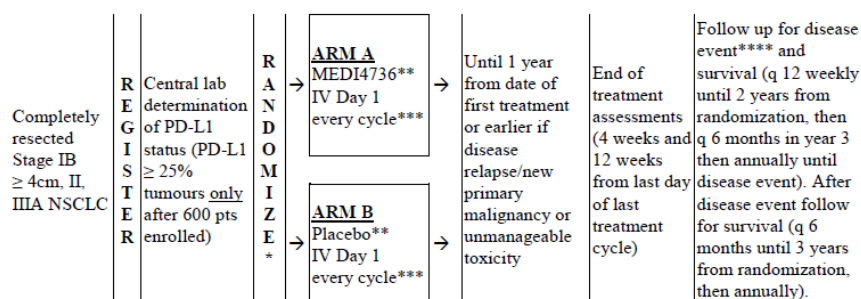 Completely
resected
Stage IB
≥ 4cm, II,
IIIA NSCLC
R
E
G
I
S
T
E
R
Central lab
determination
of PD-L1
status (PD-L1
≥ 25%
tumours only
after 600 pts
enrolled)
R
A
N
D
O
M
I
Z
E
*
→
ARM A
MEDI4736**
IV Day 1
every cycle***
→
→
ARM B
Placebo**
IV Day 1
every cycle***
→
Until 1 year
from date of
first treatment
or earlier if
disease
relapse/new
primary
malignancy or
unmanageable
toxicity
End of
treatment
assessments
(4 weeks and
12 weeks
from last day
of last
treatment
cycle)
Follow up for disease
event**** and
survival (q 12 weekly
until 2 years from
randomization, then
q 6 months in year 3
then annually until
disease event). After
disease event follow
for survival (q 6
months until 3 years
from randomization,
then annually).